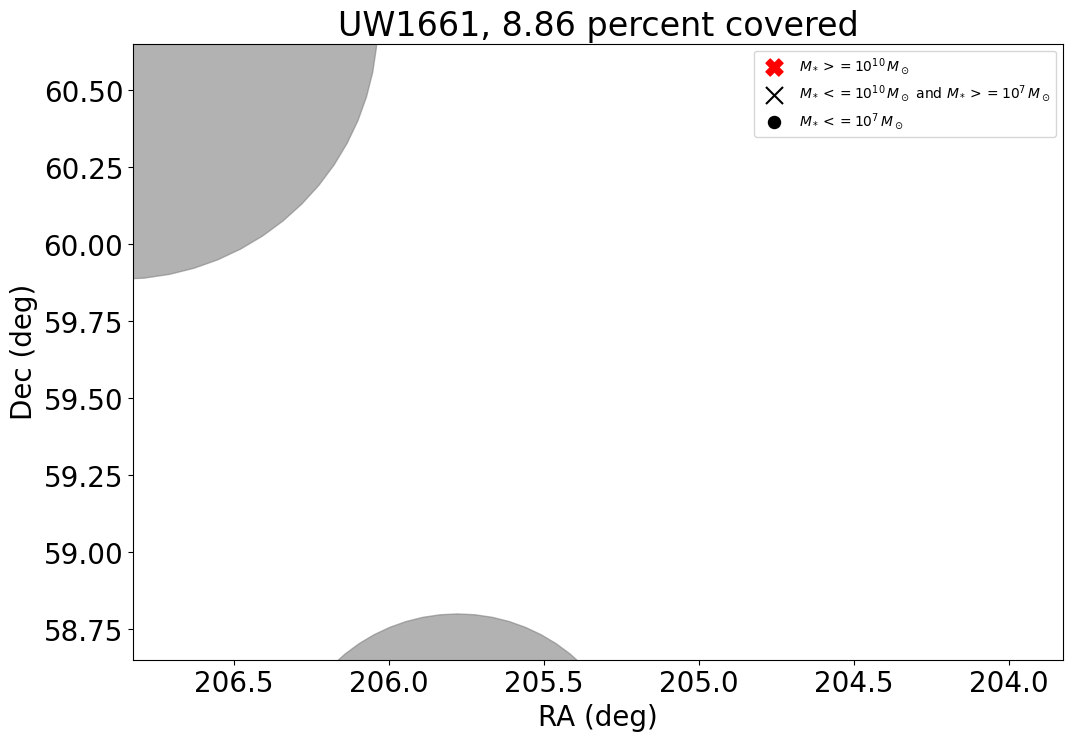 UW1661, 8.86 percent covered
M* >= 10^10 M⊙
M* <= 10^10 M⊙ and M* >= 10^7 M⊙
M* <= 10^7 M⊙
60.50
60.25
60.00
59.75
59.50
59.25
59.00
58.75
Dec (deg)
206.5 206.0 205.5 205.0 204.5 204.0
RA (deg)